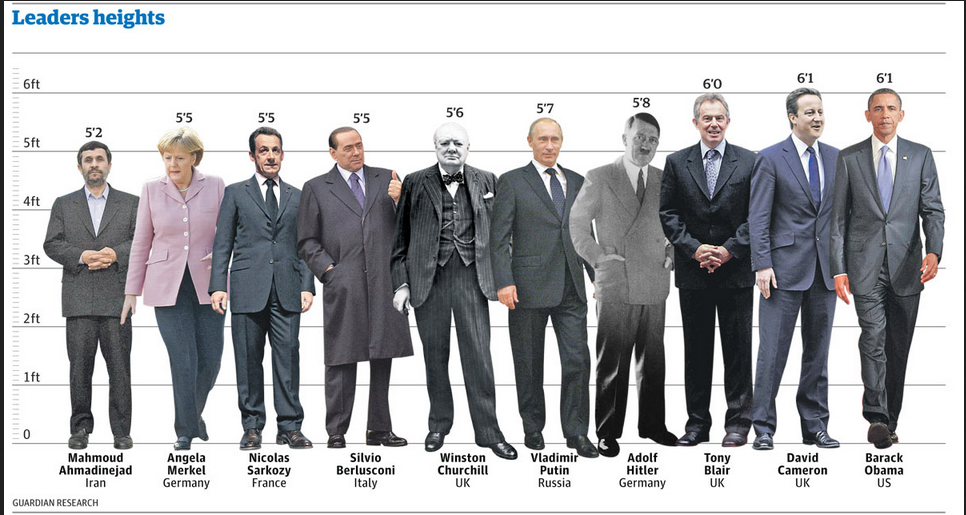 Leaders heights
6ft
5ft
4ft
3ft
2ft
1ft
0
5'2
5'5
5'5
5'5
5'6
5'7
5'8
6'0
6'1
6'1
Mahmoud
Ahmadinejad
Iran
Angela
Merkel
Germany
Nicolas
Sarkozy
France
Silvio
Berlusconi
Italy
Winston
Churchill
UK
Vladimir
Putin
Russia
Adolf
Hitler
Germany
Tony
Blair
UK
David
Cameron
UK
Barack
Obama
US
GUARDIAN RESEARCH